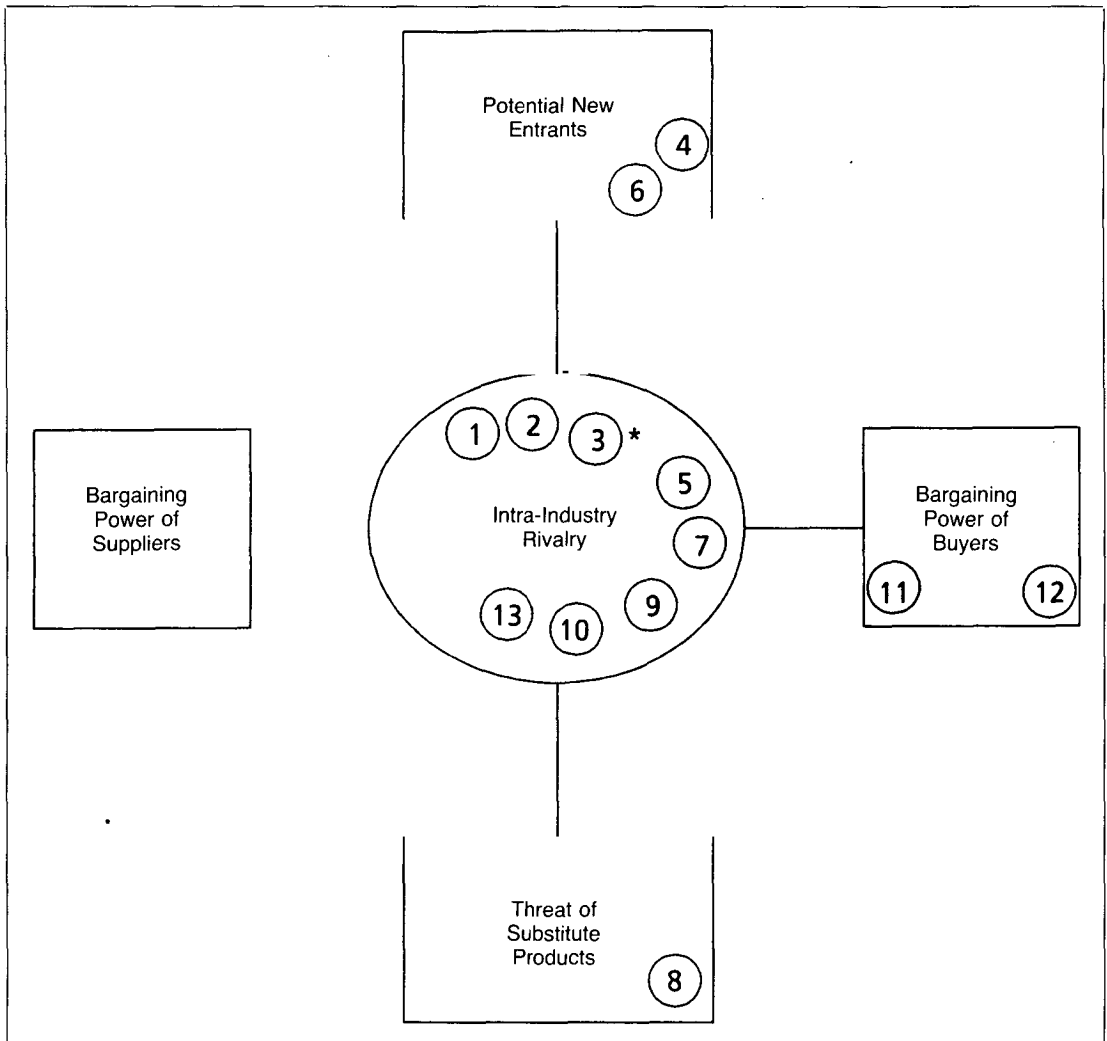 Potential New
Entrants
4
6
1
2
3 *
5
Bargaining
Power of
Suppliers
Intra-Industry
Rivalry
7
Bargaining
Power of
Buyers
11
12
13
10
9
Threat of
Substitute
Products
8